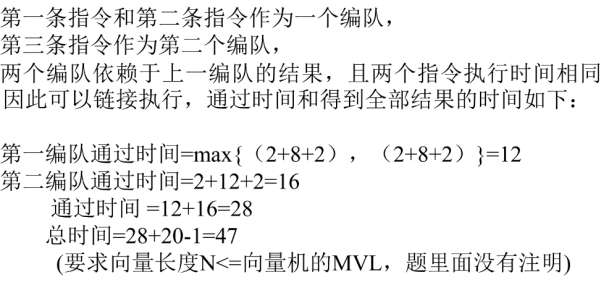 第一条指令和第二条指令作为一个编队，
第三条指令作为第二个编队，
两个编队依赖于上一编队的结果，且两个指令执行时间相同
因此可以链接执行，通过时间和得到全部结果的时间如下：
第一编队通过时间=max{（2+8+2），（2+8+2）}=12
第二编队通过时间=2+12+2=16
通过时间 =12+16=28
总时间=28+20-1=47
(要求向量长度N<=向量机的MVL，题里面没有注明)